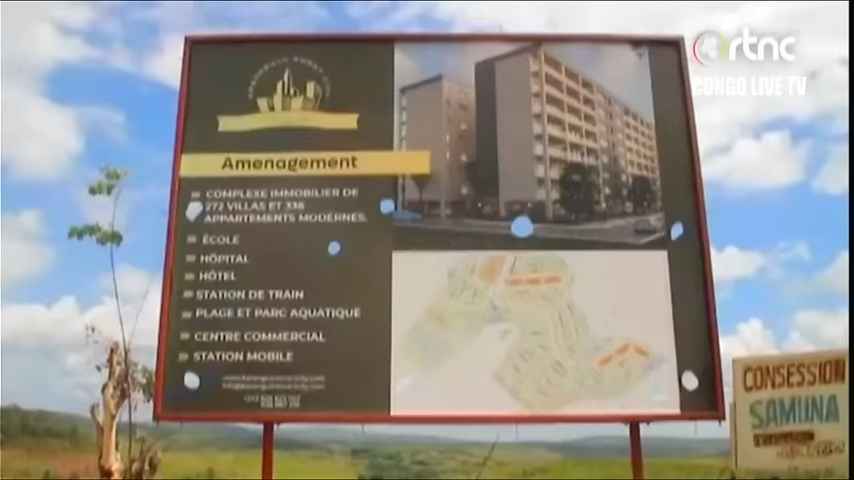 rtnc
CONGO LIVE TV
Amenagement
COMPLEXE IMMOBILIER DE
272 VILLAS ET 336
APPARTEMENTS MODERNES.
ÉCOLE
HÔPITAL
HÔTEL
STATION DE TRAIN
PLAGE ET PARC AQUATIQUE
CENTRE COMMERCIAL
STATION MOBILE
CONSESSION
SAMUNA